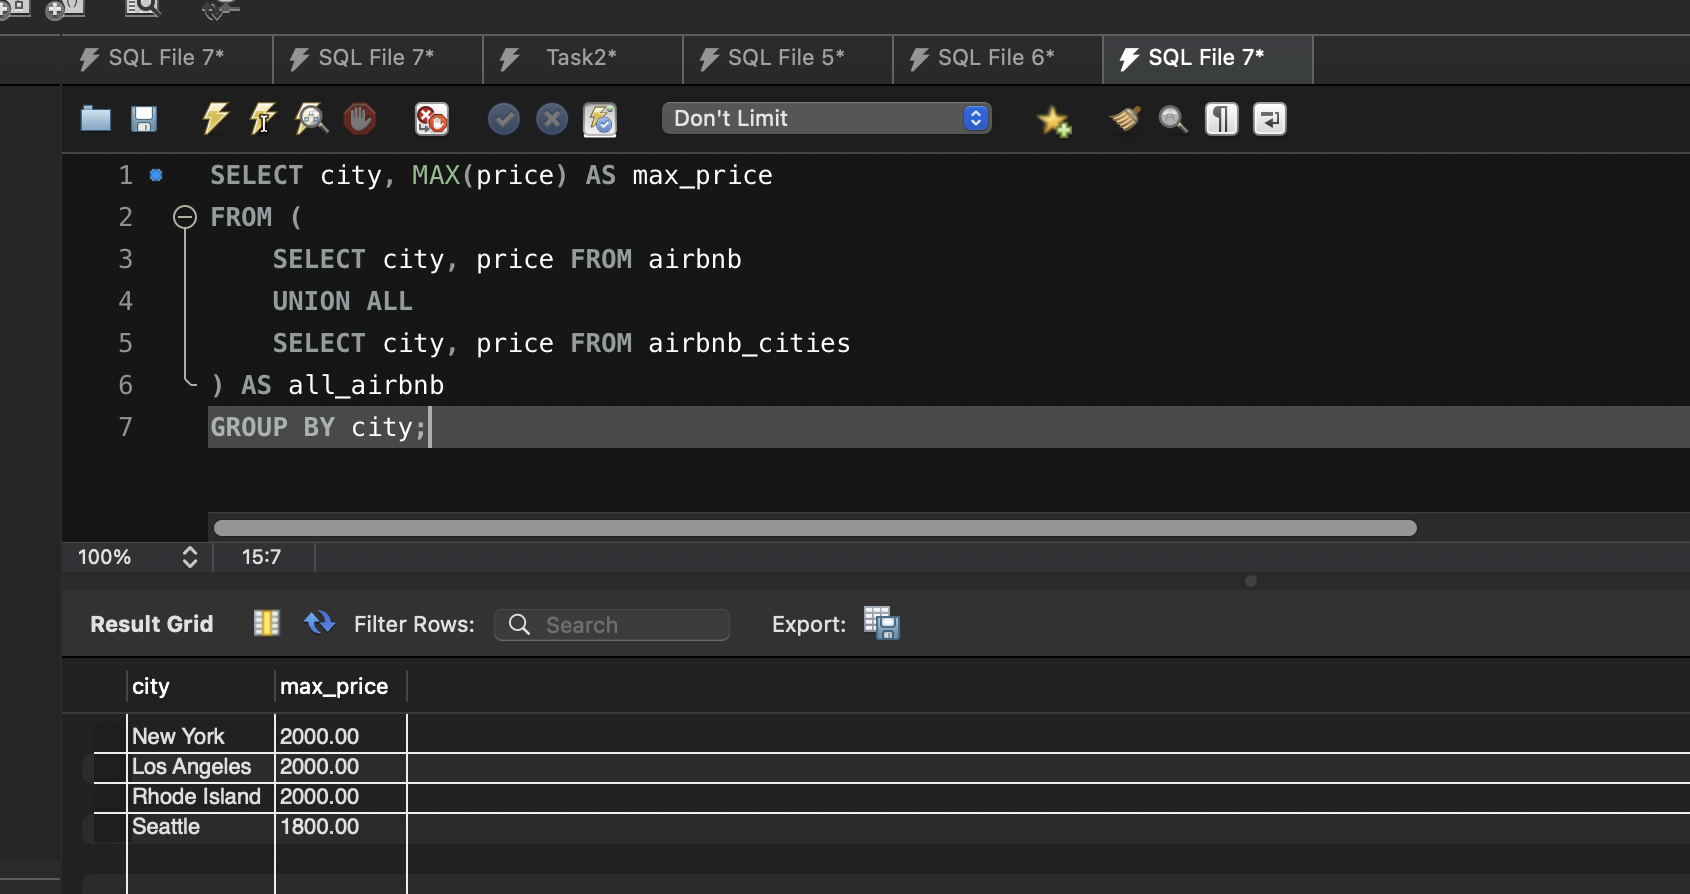 SQL File 7* SQL File 7* Task2* SQL File 5* SQL File 6* SQL File 7*
Don't Limit
1 SELECT city, MAX(price) AS max_price
2 FROM (
3 SELECT city, price FROM airbnb
4 UNION ALL
5 SELECT city, price FROM airbnb_cities
6 ) AS all_airbnb
7 GROUP BY city;
100% 15:7
Result Grid Filter Rows: Search Export:
city max_price
New York 2000.00
Los Angeles 2000.00
Rhode Island 2000.00
Seattle 1800.00